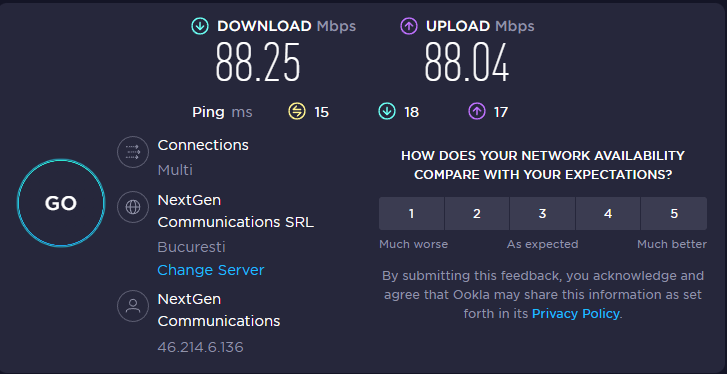 DOWNLOAD Mbps
88.25
UPLOAD Mbps
88.04
Ping ms 15 18 17
GO
Connections
Multi
NextGen
Communications SRL
Bucuresti
Change Server
NextGen
Communications
46.214.6.136
HOW DOES YOUR NETWORK AVAILABILITY
COMPARE WITH YOUR EXPECTATIONS?
1 2 3 4 5
Much worse As expected Much better
By submitting this feedback, you acknowledge and
agree that Ookla may share this information as set
forth in its Privacy Policy.